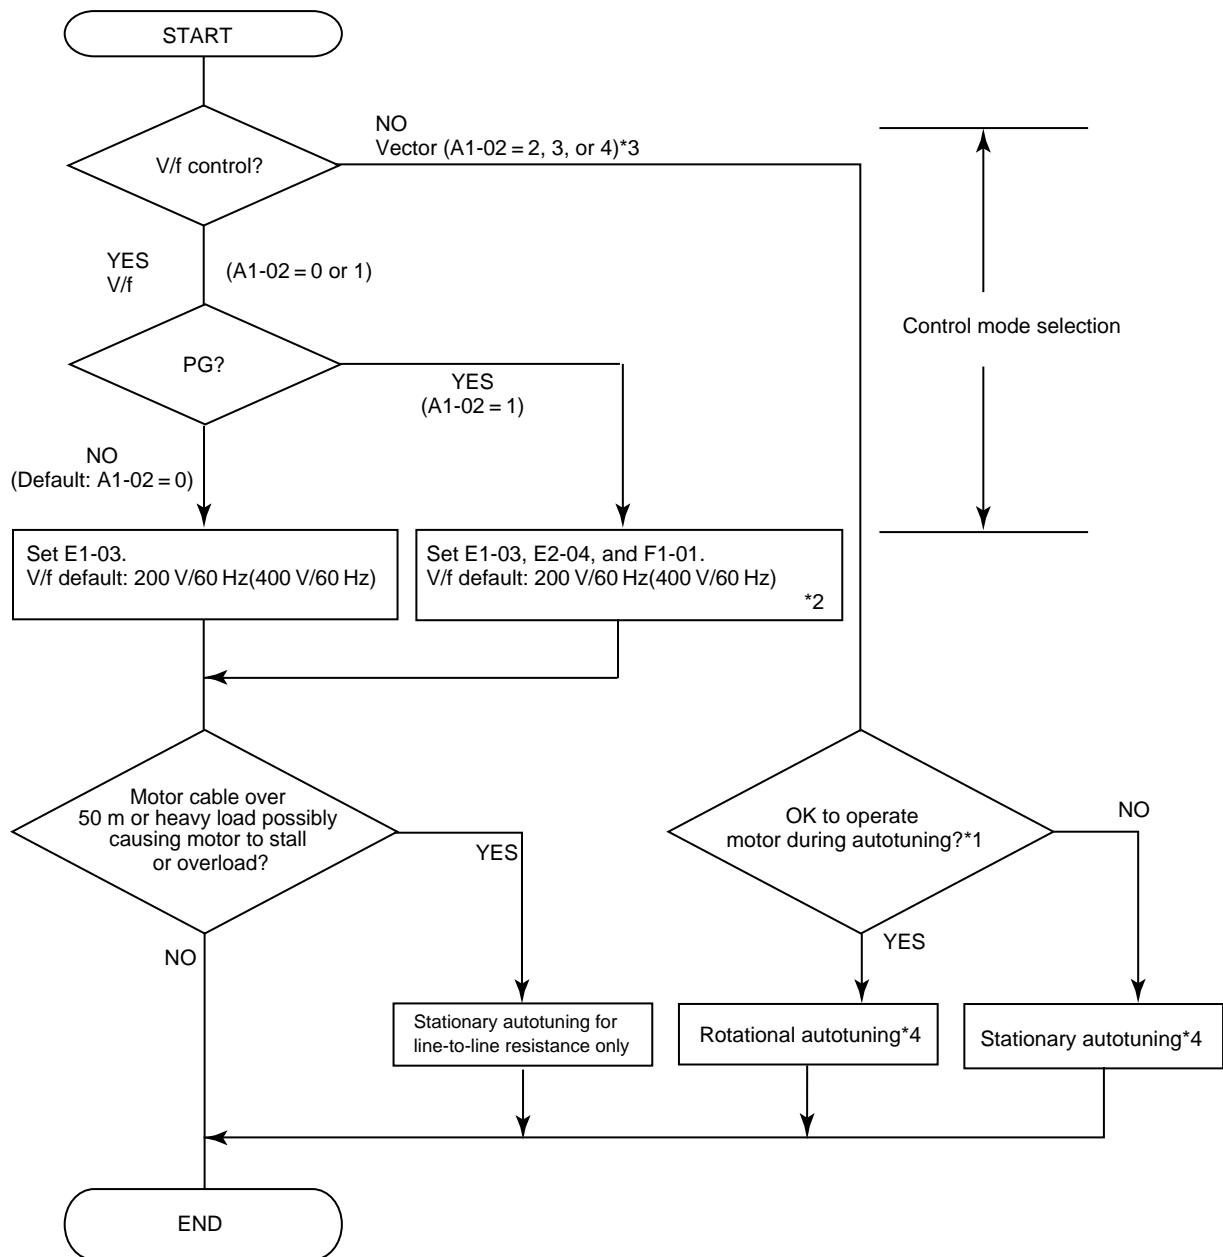 START
V/f control?
NO
Vector (A1-02 = 2, 3, or 4)*3
YES
V/f
(A1-02 = 0 or 1)
Control mode selection
PG?
YES
(A1-02 = 1)
NO
(Default: A1-02 = 0)
Set E1-03.
V/f default: 200 V/60 Hz(400 V/60 Hz)
Set E1-03, E2-04, and F1-01.
V/f default: 200 V/60 Hz(400 V/60 Hz)
*2
Motor cable over
50 m or heavy load possibly
causing motor to stall
or overload?
YES
NO
OK to operate
motor during autotuning?*1
NO
YES
Stationary autotuning for
line-to-line resistance only
Rotational autotuning*4
Stationary autotuning*4
END